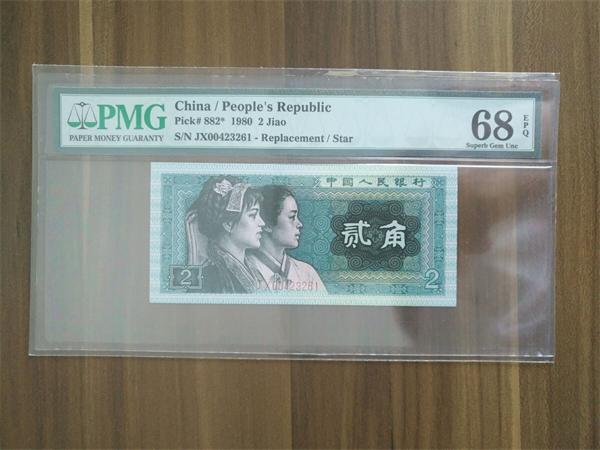 PMG
PAPER MONEY GUARANTY
China / People's Republic
Pick# 882* 1980 2 Jiao
S/N JX00423261 - Replacement / Star
68 EPQ
Superb Gem Unc
中国人民银行
贰角
2
JX00423261
2